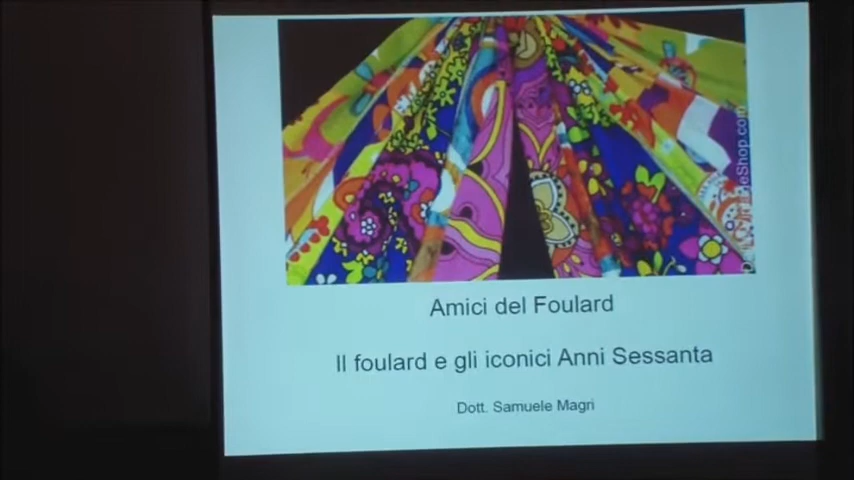 Amici del Foulard
Il foulard e gli iconici Anni Sessanta
Dott. Samuele Magri